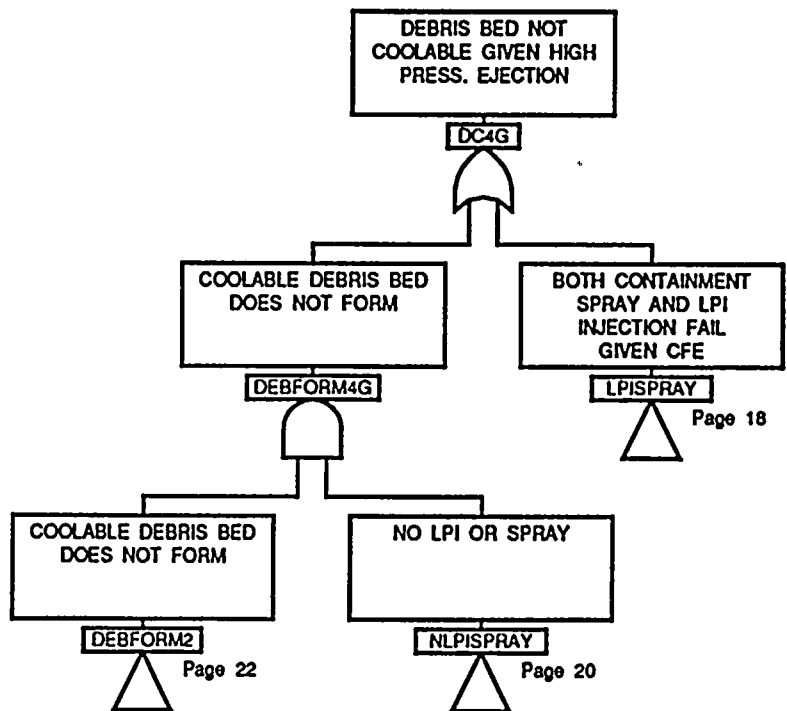 DEBRIS BED NOT
COOLABLE GIVEN HIGH
PRESS. EJECTION
DC4G
COOLABLE DEBRIS BED
DOES NOT FORM
DEBFORM4G
BOTH CONTAINMENT
SPRAY AND LPI
INJECTION FAIL
GIVEN CFE
LPISPRAY
Page 18
COOLABLE DEBRIS BED
DOES NOT FORM
DEBFORM2
Page 22
NO LPI OR SPRAY
NLPISPRAY
Page 20